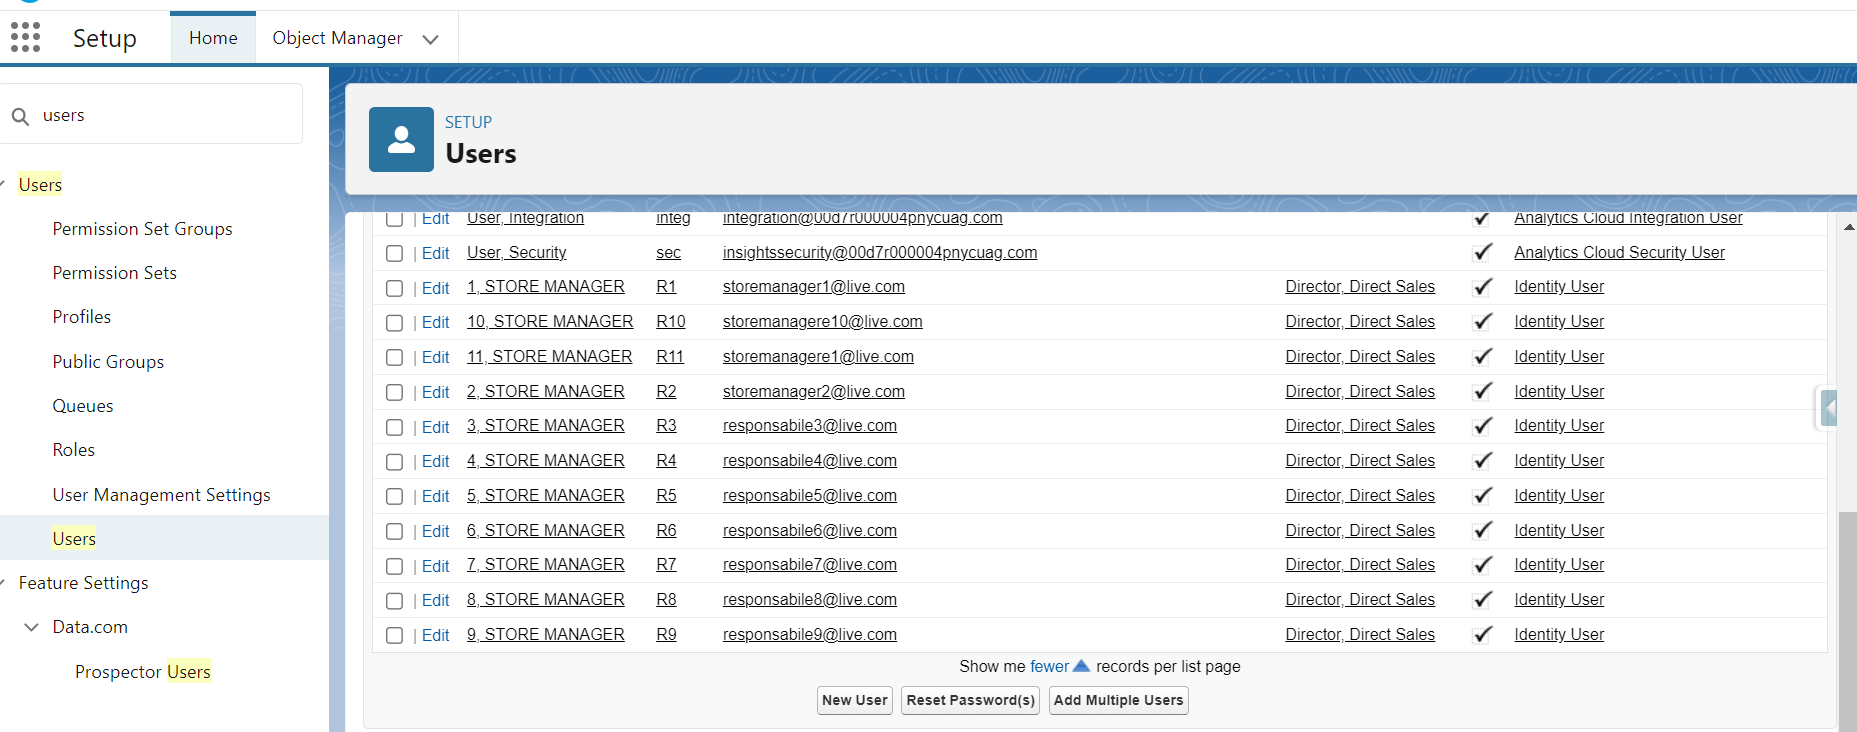 Setup Home Object Manager
users
Users
Permission Set Groups
Permission Sets
Profiles
Public Groups
Queues
Roles
User Management Settings
Users
Feature Settings
Data.com
Prospector Users
SETUP
Users
| Edit User, Integration integ integration@00d7r000004pnycuag.com Analytics Cloud Integration User
| Edit User, Security sec insightssecurity@00d7r000004pnycuag.com Analytics Cloud Security User
| Edit 1, STORE MANAGER R1 storemanager1@live.com Director, Direct Sales Identity User
| Edit 10, STORE MANAGER R10 storemanagere10@live.com Director, Direct Sales Identity User
| Edit 11, STORE MANAGER R11 storemanagere1@live.com Director, Direct Sales Identity User
| Edit 2, STORE MANAGER R2 storemanager2@live.com Director, Direct Sales Identity User
| Edit 3, STORE MANAGER R3 responsabile3@live.com Director, Direct Sales Identity User
| Edit 4, STORE MANAGER R4 responsabile4@live.com Director, Direct Sales Identity User
| Edit 5, STORE MANAGER R5 responsabile5@live.com Director, Direct Sales Identity User
| Edit 6, STORE MANAGER R6 responsabile6@live.com Director, Direct Sales Identity User
| Edit 7, STORE MANAGER R7 responsabile7@live.com Director, Direct Sales Identity User
| Edit 8, STORE MANAGER R8 responsabile8@live.com Director, Direct Sales Identity User
| Edit 9, STORE MANAGER R9 responsabile9@live.com Director, Direct Sales Identity User
Show me fewer records per list page
New User Reset Password(s) Add Multiple Users